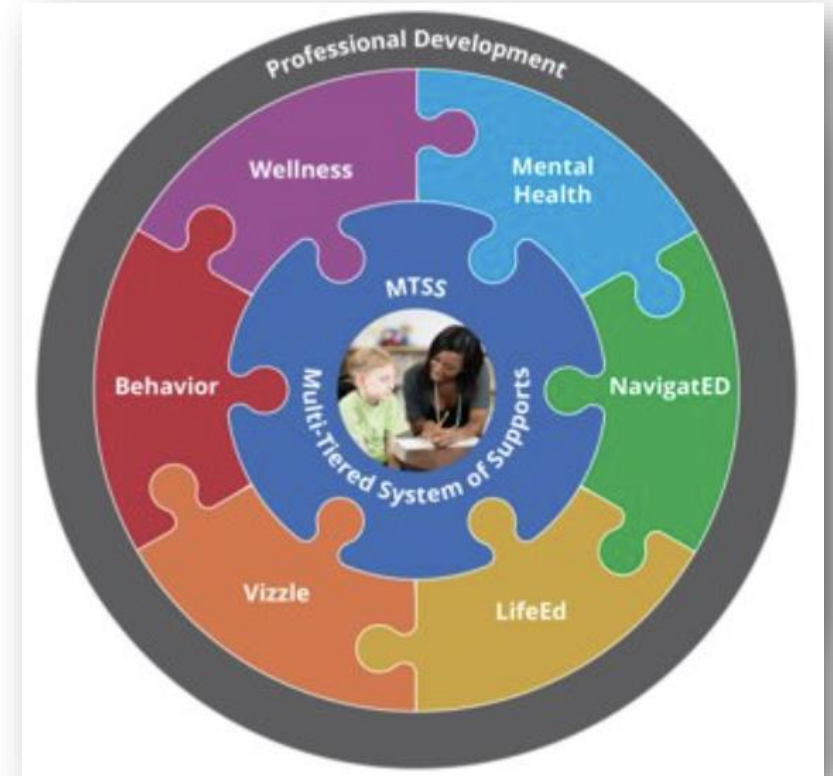 Professional Development
Wellness
Mental
Health
MTSS
Behavior
NavigatED
Multi-Tiered System of Supports
Vizzle
LifeEd